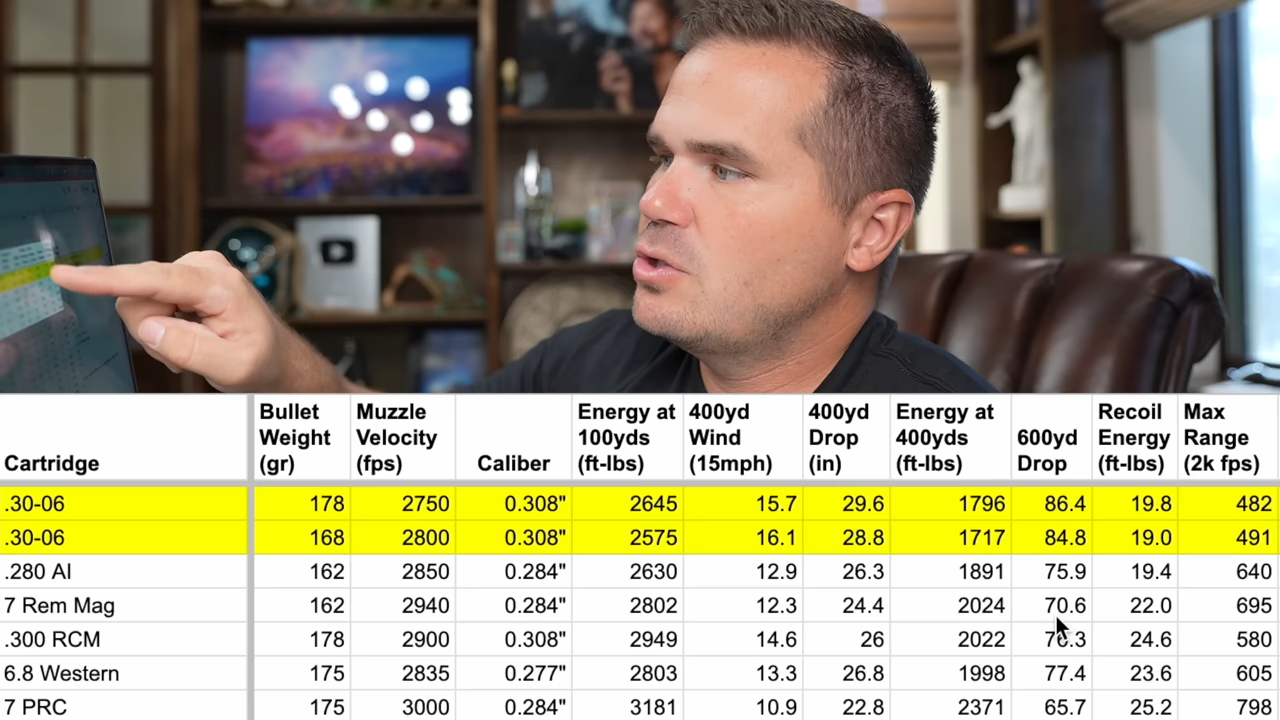 Cartridge Bullet Weight (gr) Muzzle Velocity (fps) Caliber Energy at 100yds (ft-lbs) 400yd Wind (15mph) 400yd Drop (in) Energy at 400yds (ft-lbs) 600yd Drop Recoil Energy (ft-lbs) Max Range (2k fps)
.30-06 178 2750 0.308" 2645 15.7 29.6 1796 86.4 19.8 482
.30-06 168 2800 0.308" 2575 16.1 28.8 1717 84.8 19.0 491
.280 AI 162 2850 0.284" 2630 12.9 26.3 1891 75.9 19.4 640
7 Rem Mag 162 2940 0.284" 2802 12.3 24.4 2024 70.6 22.0 695
.300 RCM 178 2900 0.308" 2949 14.6 26 2022 24.6 580
6.8 Western 175 2835 0.277" 2803 13.3 26.8 1998 77.4 23.6 605
7 PRC 175 3000 0.284" 3181 10.9 22.8 2371 65.7 25.2 798